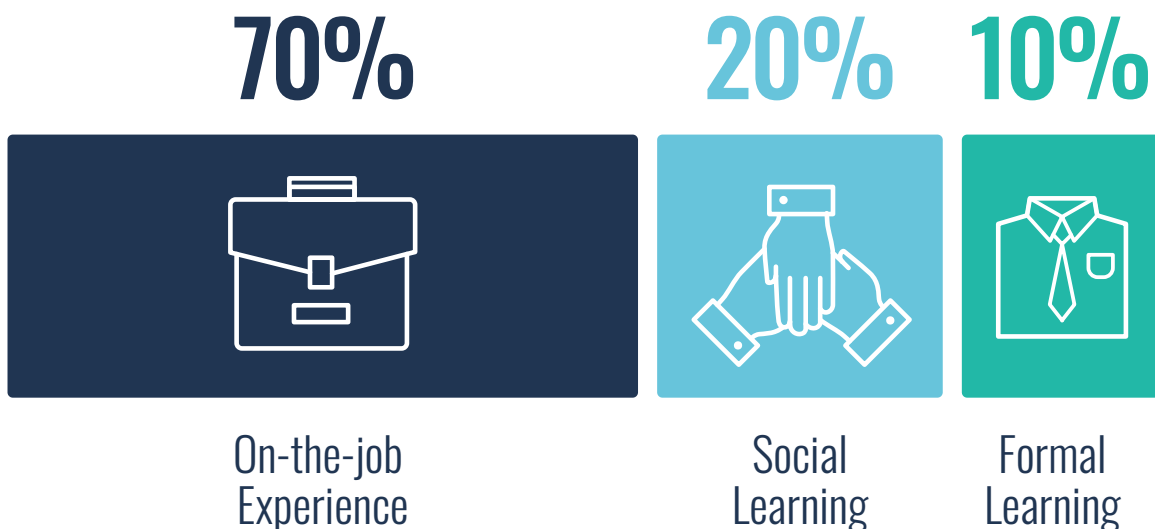 70%
20%
10%
On-the-job
Experience
Social
Learning
Formal
Learning